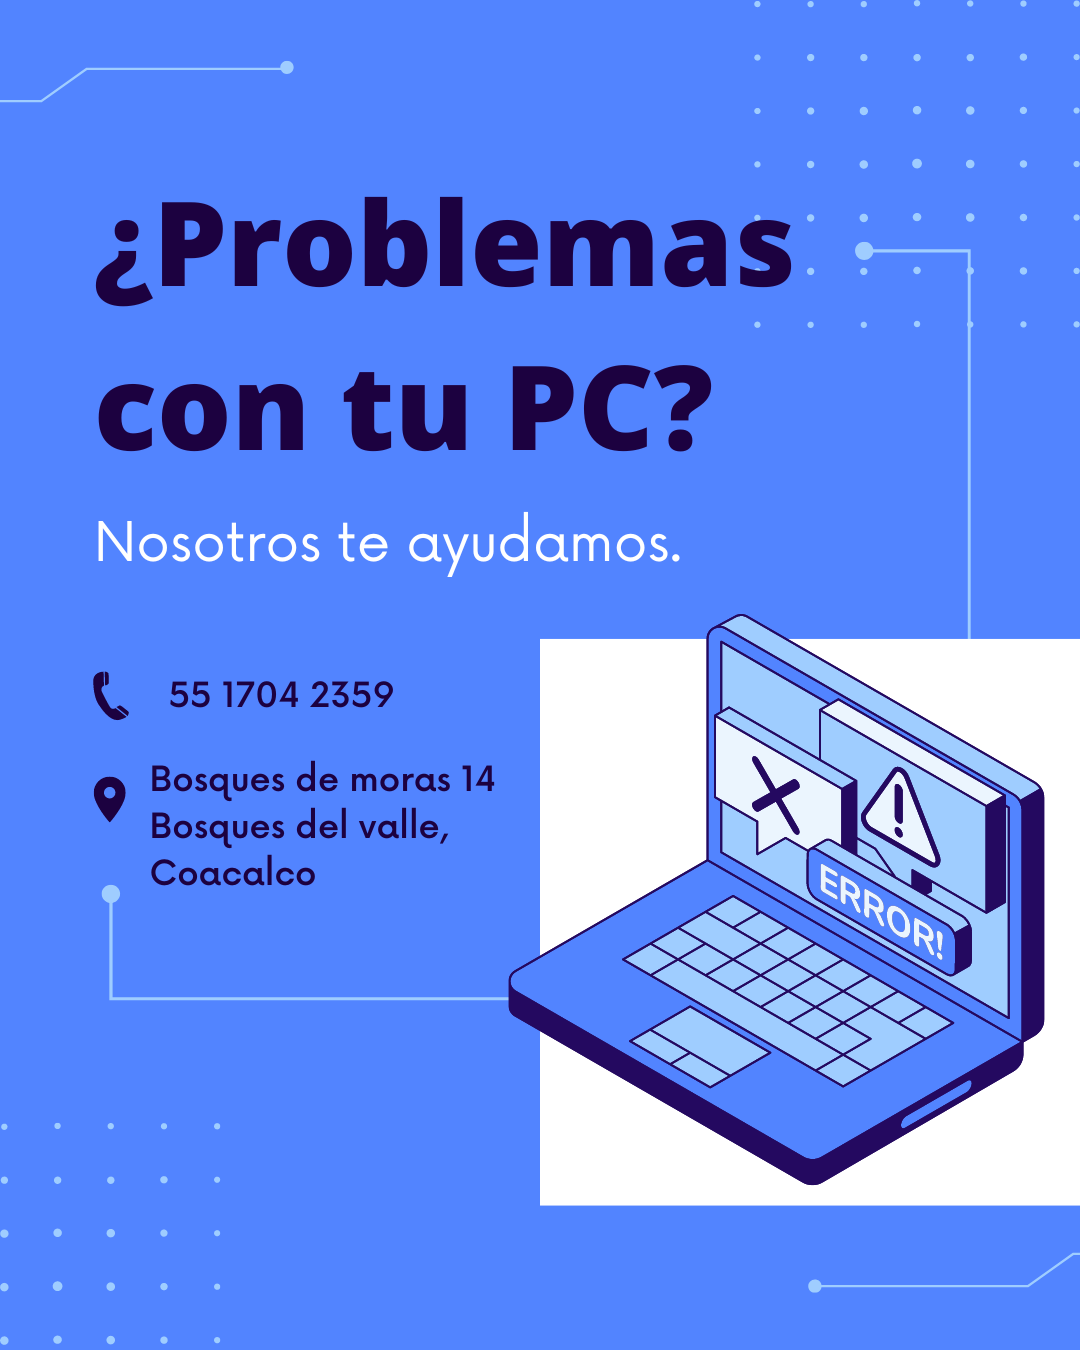 ¿Problemas
con tu PC?
Nosotros te ayudamos.
55 1704 2359
Bosques de moras 14
Bosques del valle,
Coacalco
ERROR!